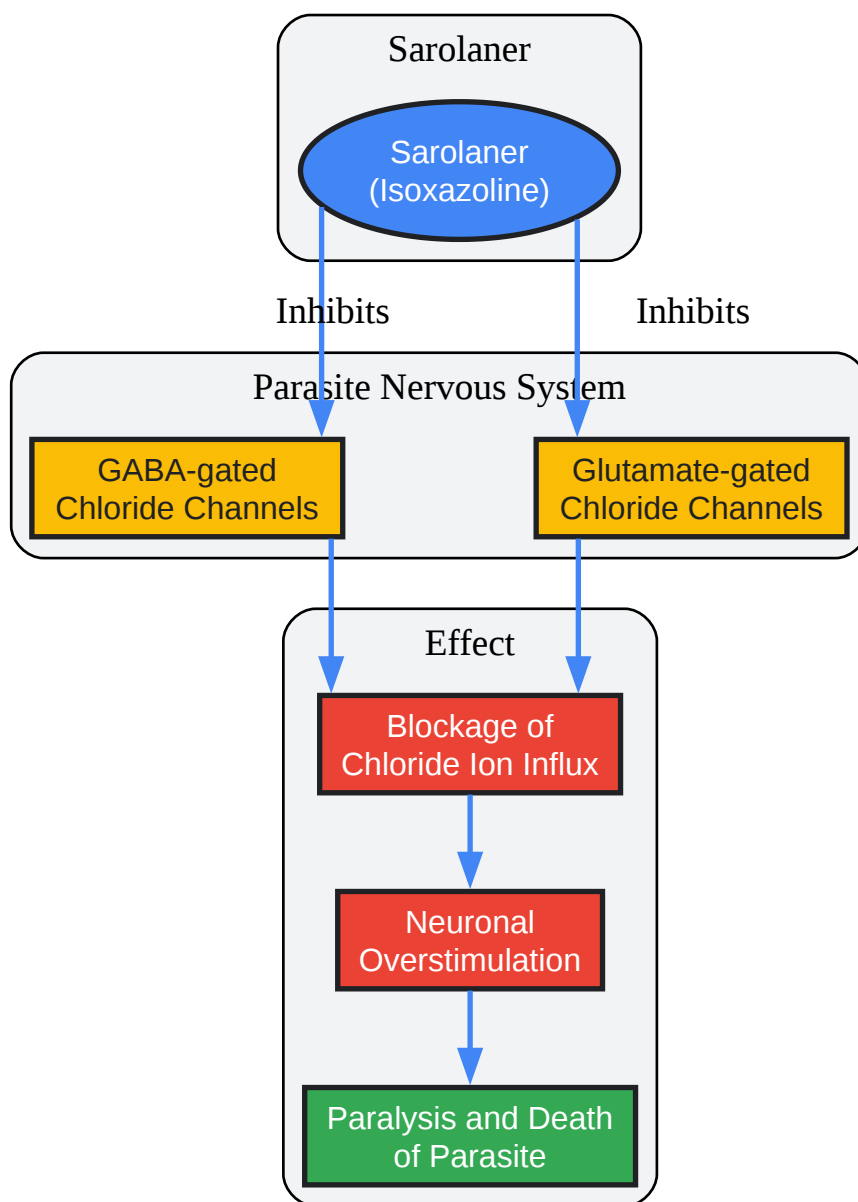 Sarolaner
Sarolaner
(Isoxazoline)
Inhibits
Inhibits
Parasite Nervous System
GABA-gated
Chloride Channels
Glutamate-gated
Chloride Channels
Effect
Blockage of
Chloride Ion Influx
Neuronal
Overstimulation
Paralysis and Death
of Parasite